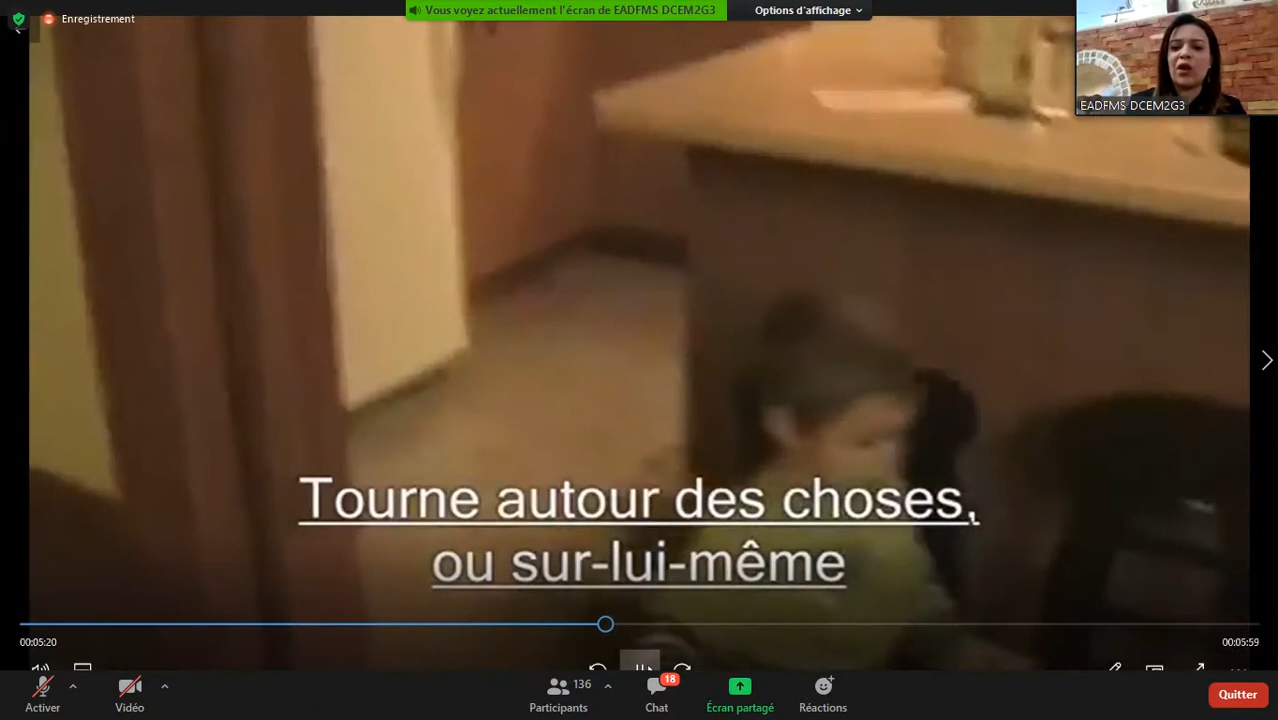 Enregistrement
Vous voyez actuellement l'écran de EADFMS DCEM2G3
Options d'affichage
EADFMS DCEM2G3
Tourne autour des choses,
ou sur-lui-même
00:05:20
00:05:59
136
18
Activer
Vidéo
Participants
Chat
Écran partagé
Réactions
Quitter